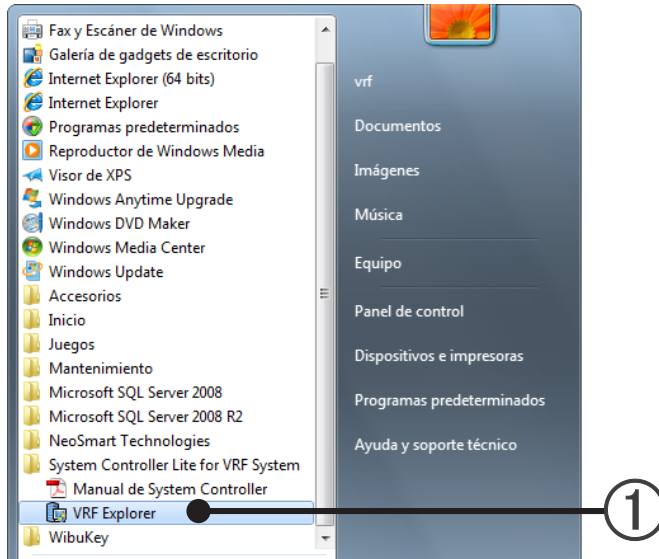 Fax y Escáner de Windows
Galería de gadgets de escritorio
Internet Explorer (64 bits)
Internet Explorer
Programas predeterminados
Reproductor de Windows Media
Visor de XPS
Windows Anytime Upgrade
Windows DVD Maker
Windows Media Center
Windows Update
Accesorios
Inicio
Juegos
Mantenimiento
Microsoft SQL Server 2008
Microsoft SQL Server 2008 R2
NeoSmart Technologies
System Controller Lite for VRF System
Manual de System Controller
VRF Explorer
WibuKey
vrf
Documentos
Imágenes
Música
Equipo
Panel de control
Dispositivos e impresoras
Programas predeterminados
Ayuda y soporte técnico
1